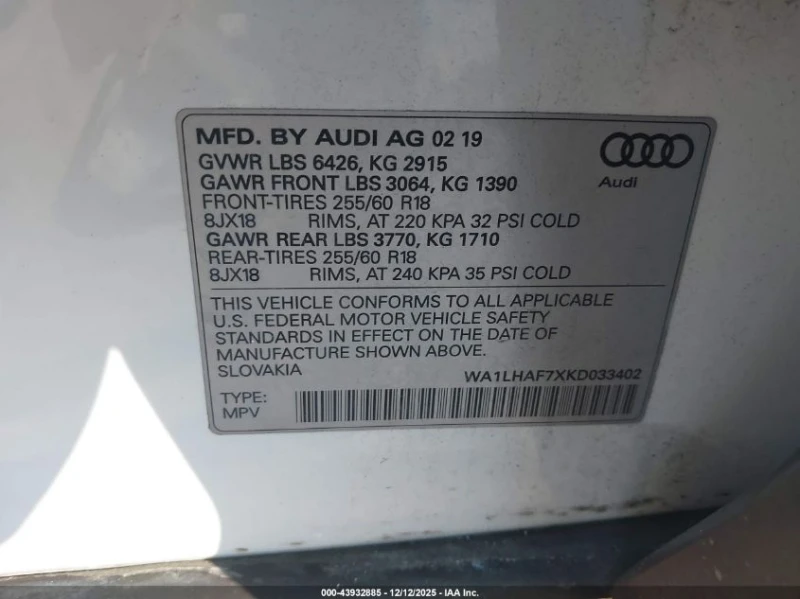 MFD. BY AUDI AG 02 19
GVWR LBS 6426, KG 2915
GAWR FRONT LBS 3064, KG 1390
FRONT-TIRES 255/60 R18
8JX18 RIMS, AT 220 KPA 32 PSI COLD
GAWR REAR LBS 3770, KG 1710
REAR-TIRES 255/60 R18
8JX18 RIMS, AT 240 KPA 35 PSI COLD
Audi
THIS VEHICLE CONFORMS TO ALL APPLICABLE
U.S. FEDERAL MOTOR VEHICLE SAFETY
STANDARDS IN EFFECT ON THE DATE OF
MANUFACTURE SHOWN ABOVE.
SLOVAKIA WA1LHAF7XKD033402
TYPE:
MPV
000-43932885 - 12/12/2025 - IAA Inc.